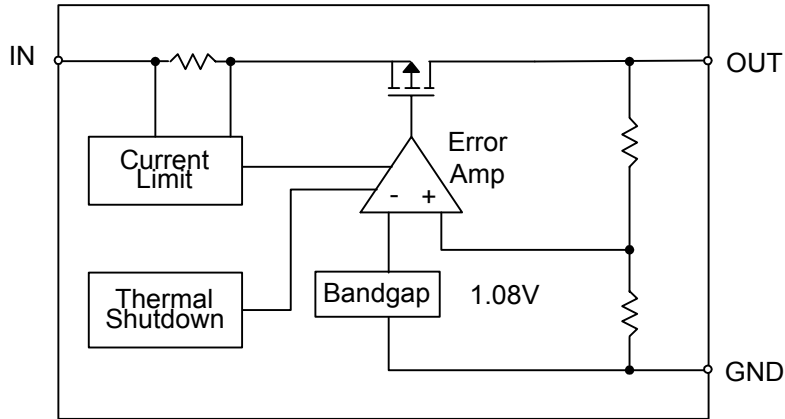 IN
OUT
Current
Limit
Error
Amp
- +
Thermal
Shutdown
Bandgap
1.08V
GND